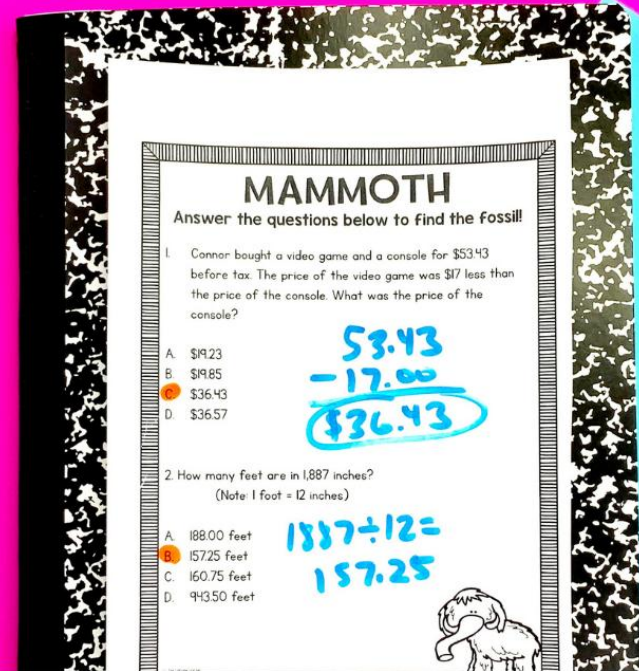 MAMMOTH
Answer the questions below to find the fossil!
1. Connor bought a video game and a console for $53.43
before tax. The price of the video game was $17 less than
the price of the console. What was the price of the
console?
A. $19.23
B. $19.85
C. $36.43
D. $36.57
53.43
-17.00
$36.43
2. How many feet are in 1,887 inches?
(Note: 1 foot = 12 inches)
A. 188.00 feet
B. 157.25 feet
C. 160.75 feet
D. 943.50 feet
1887÷12=
157.25